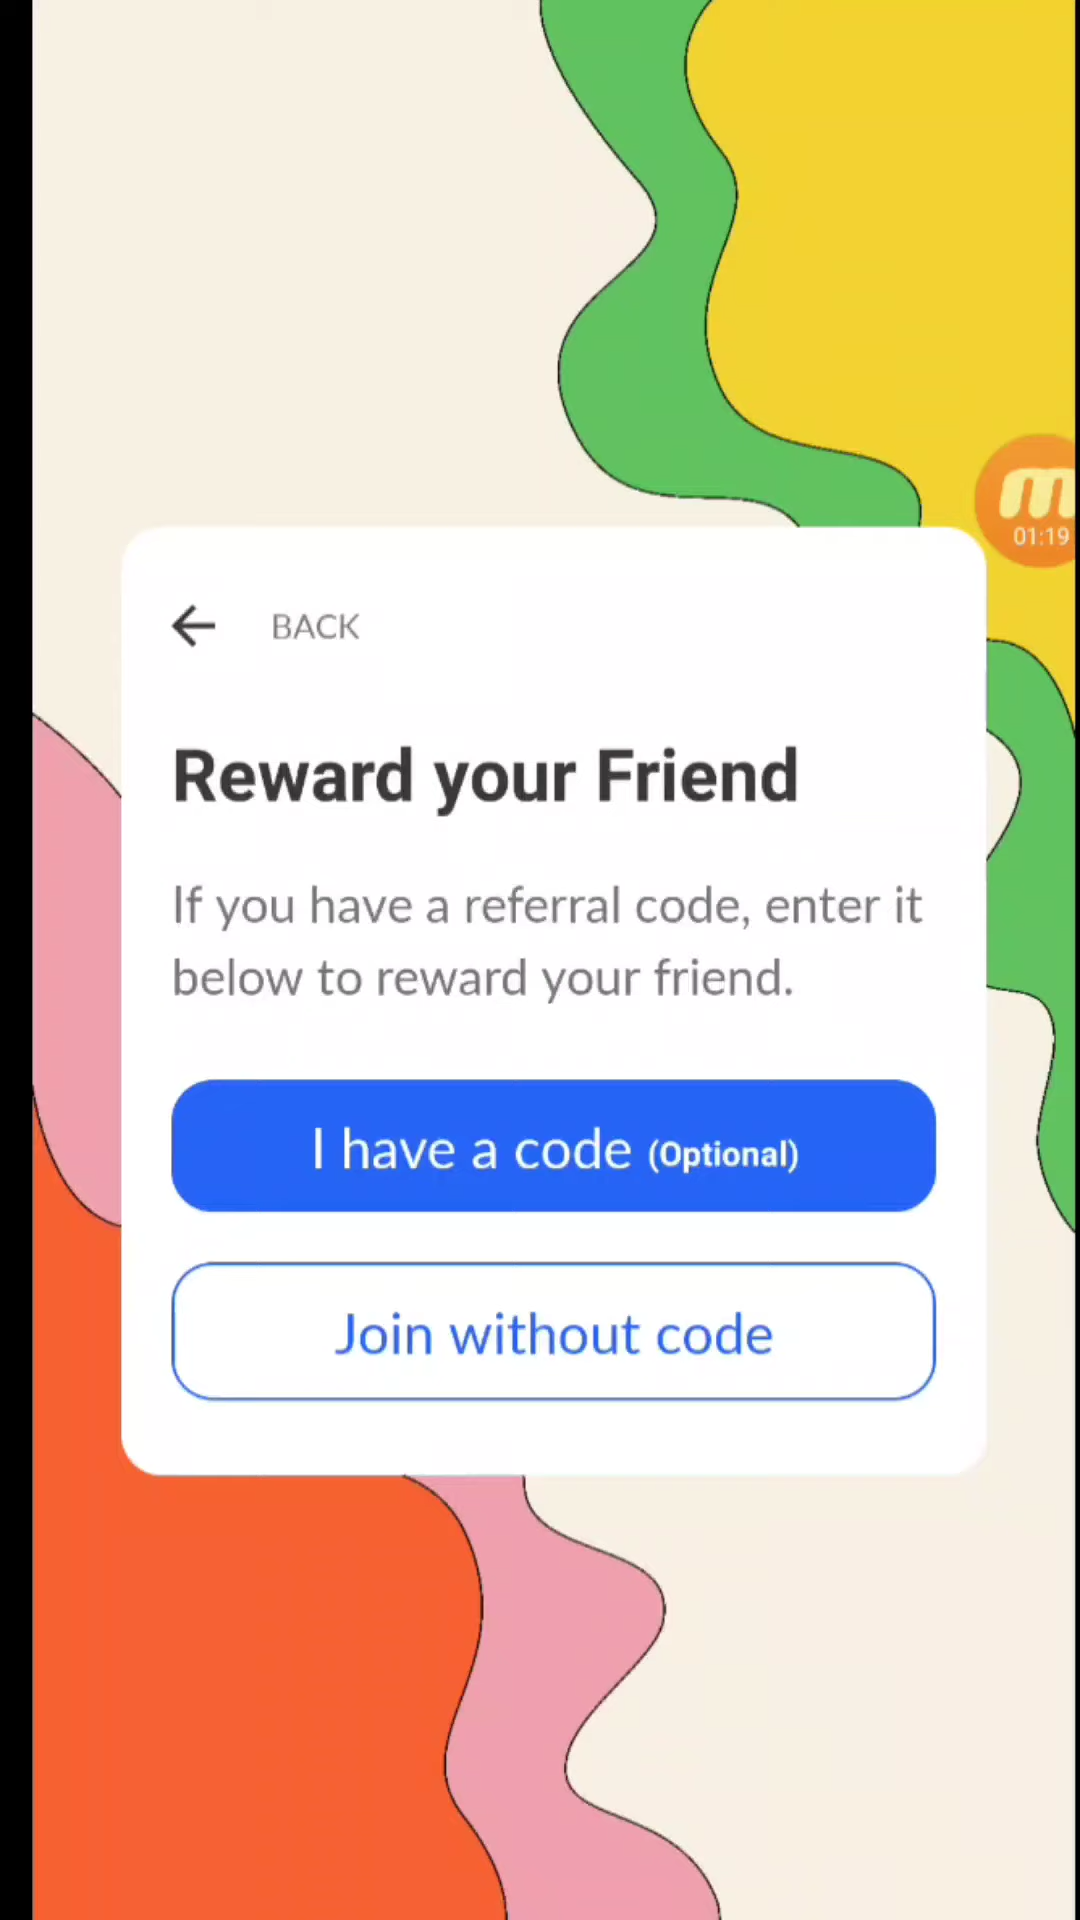 m
01:19
BACK
Reward your Friend
If you have a referral code, enter it
below to reward your friend.
I have a code (Optional)
Join without code